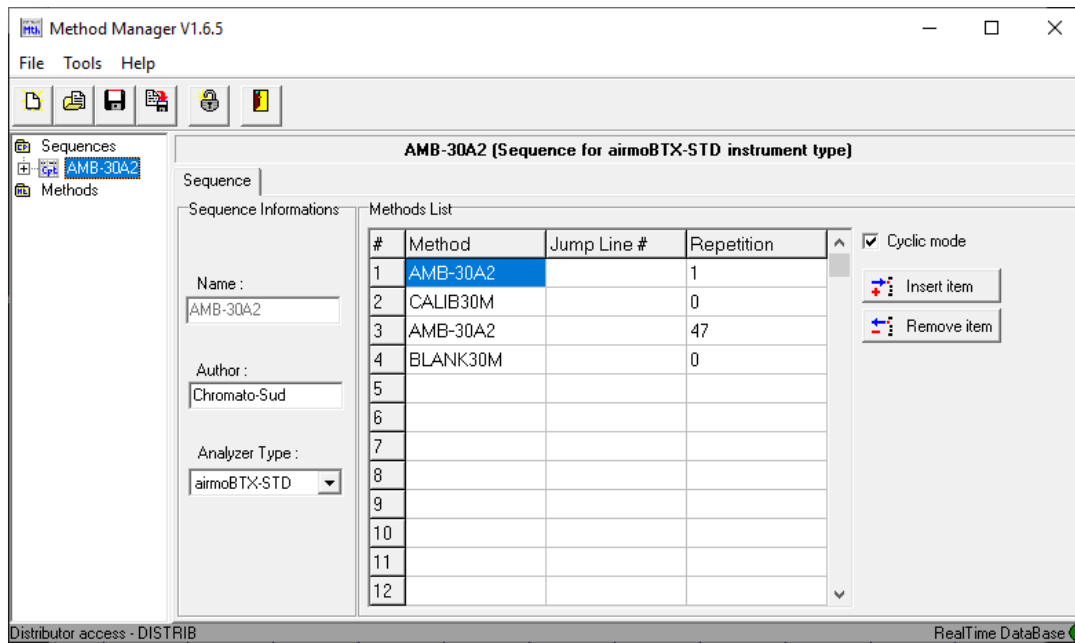 Mth Method Manager V1.6.5
File Tools Help
Sequences
Cpt AMB-30A2
Methods
AMB-30A2 (Sequence for airmoBTX-STD instrument type)
Sequence
Sequence Informations
Name :
AMB-30A2
Author :
Chromato-Sud
Analyzer Type :
airmoBTX-STD
Methods List
# Method Jump Line # Repetition
1 AMB-30A2 1
2 CALIB30M 0
3 AMB-30A2 47
4 BLANK30M 0
5
6
7
8
9
10
11
12
Cyclic mode
Insert item
Remove item
Distributor access - DISTRIB RealTime DataBase